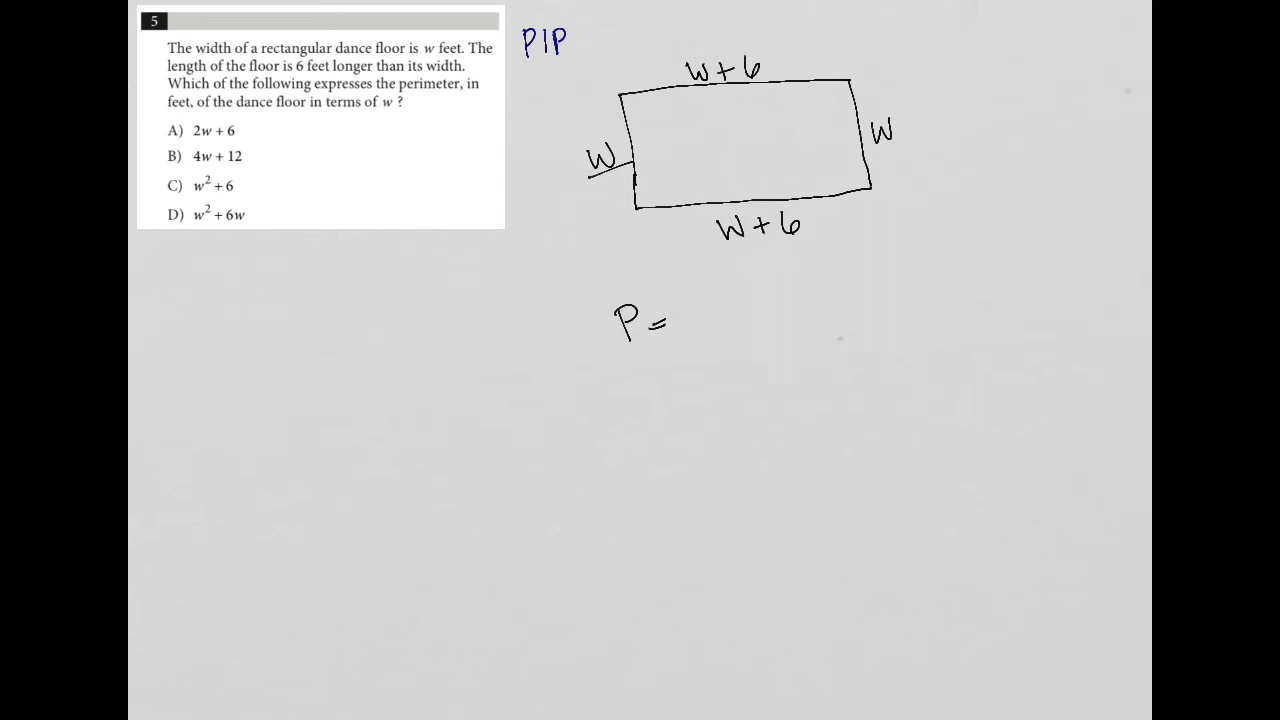 5
The width of a rectangular dance floor is w feet. The
length of the floor is 6 feet longer than its width.
Which of the following expresses the perimeter, in
feet, of the dance floor in terms of w ?
A) 2w + 6
B) 4w + 12
C) w² + 6
D) w² + 6w
PIP
W + 6
W
W
W + 6
P =